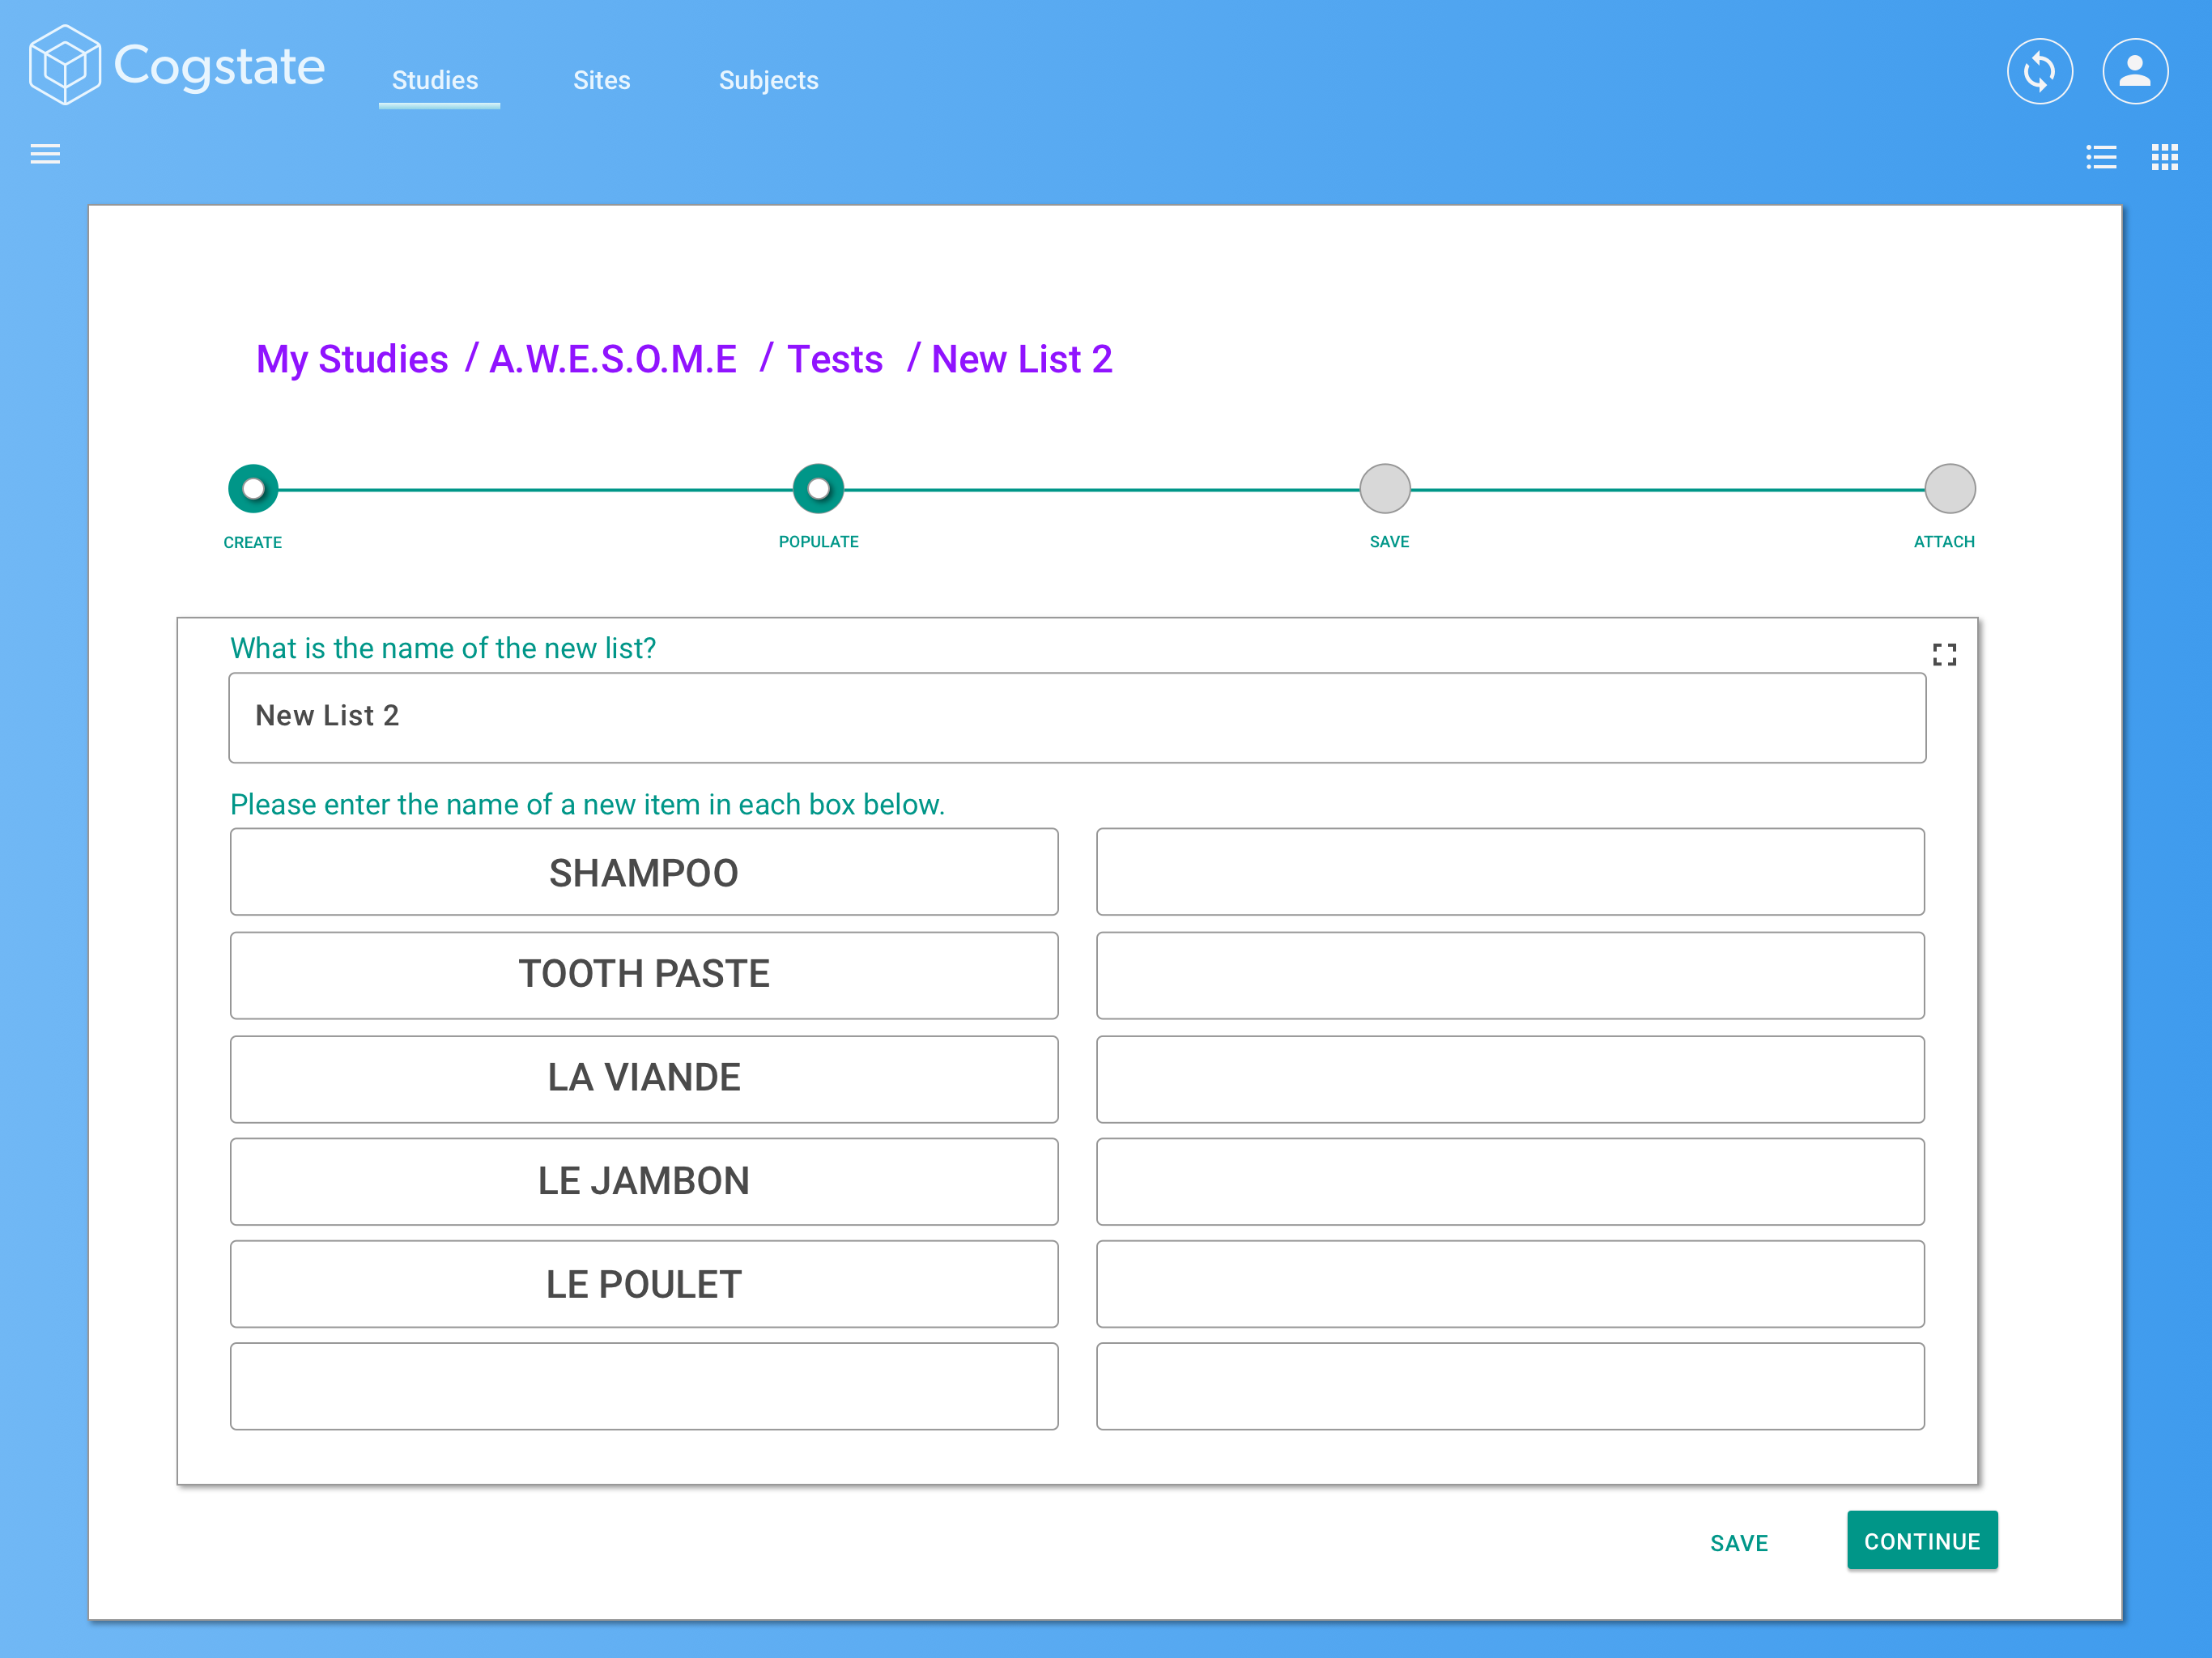 Cogstate
Studies Sites Subjects
My Studies / A.W.E.S.O.M.E / Tests / New List 2
CREATE POPULATE SAVE ATTACH
What is the name of the new list?
New List 2
Please enter the name of a new item in each box below.
SHAMPOO
TOOTH PASTE
LA VIANDE
LE JAMBON
LE POULET
SAVE CONTINUE